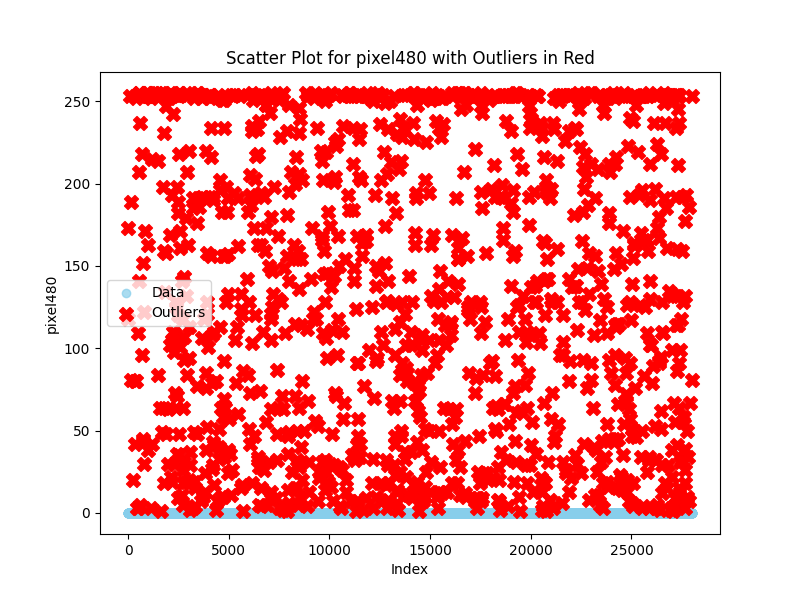 Scatter Plot for pixel480 with Outliers in Red
250
200
150
100
50
0
pixel480
Data
Outliers
0
5000
10000
15000
20000
25000
Index